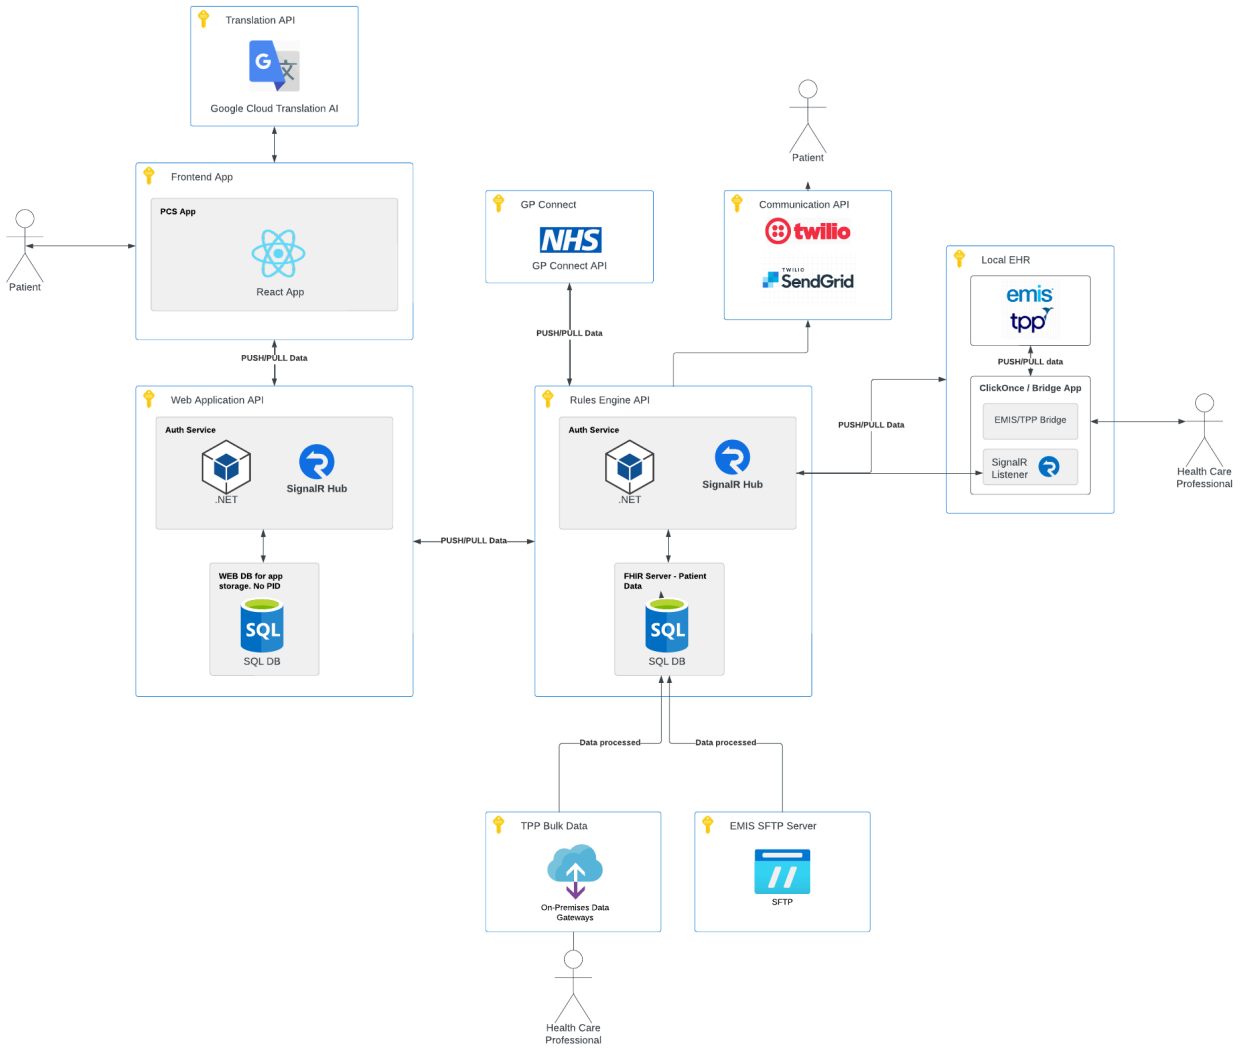 Translation API
G 文
Google Cloud Translation AI
Frontend App
PCS App
React App
Patient
PUSH/PULL Data
Web Application API
Auth Service
.NET
SignalR Hub
WEB DB for app
storage. No PID
SQL
SQL DB
PUSH/PULL Data
GP Connect
NHS
GP Connect API
PUSH/PULL Data
Patient
Communication API
twilio
TWILIO
SendGrid
Rules Engine API
Auth Service
.NET
SignalR Hub
FHIR Server - Patient
Data
SQL
SQL DB
PUSH/PULL Data
Local EHR
emis
tpp
PUSH/PULL data
ClickOnce / Bridge App
EMIS/TPP Bridge
SignalR
Listener
Health Care
Professional
Data processed
Data processed
TPP Bulk Data
On-Premises Data
Gateways
EMIS SFTP Server
SFTP
Health Care
Professional